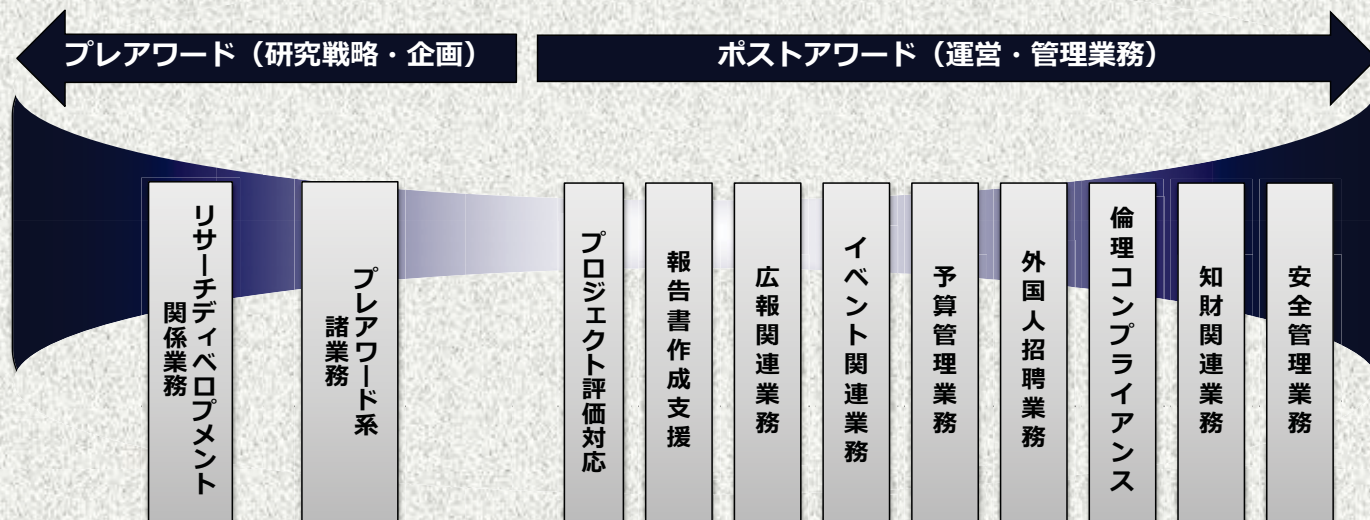 プレアワード（研究戦略・企画）
ポストアワード（運営・管理業務）
リサーチディベロプメント
関係業務
プレアワード系
諸業務
プロジェクト評価対応
報告書作成支援
広報関連業務
イベント関連業務
予算管理業務
外国人招聘業務
倫理コンプライアンス
知財関連業務
安全管理業務